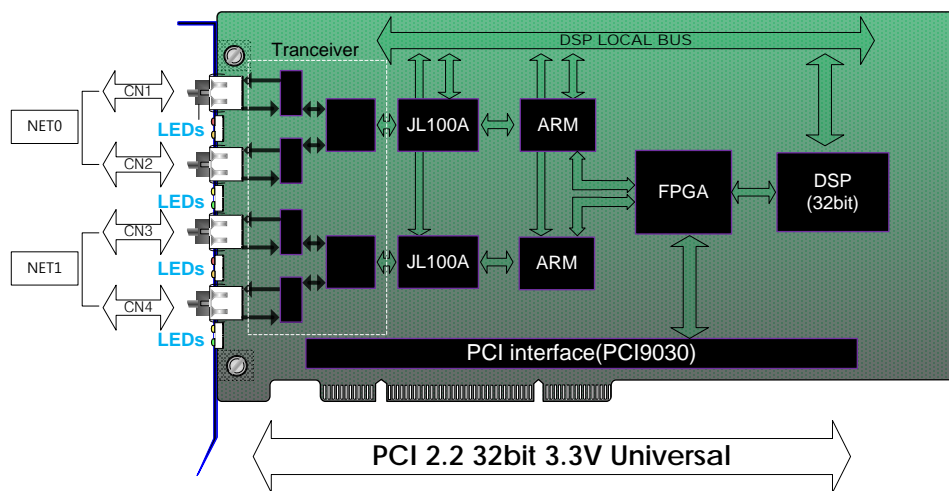 DSP LOCAL BUS
Tranceiver
CN1
NET0
LEDs
JL100A
ARM
CN2
LEDs
FPGA
DSP
(32bit)
CN3
NET1
LEDs
JL100A
ARM
CN4
LEDs
PCI interface(PCI9030)
PCI 2.2 32bit 3.3V Universal